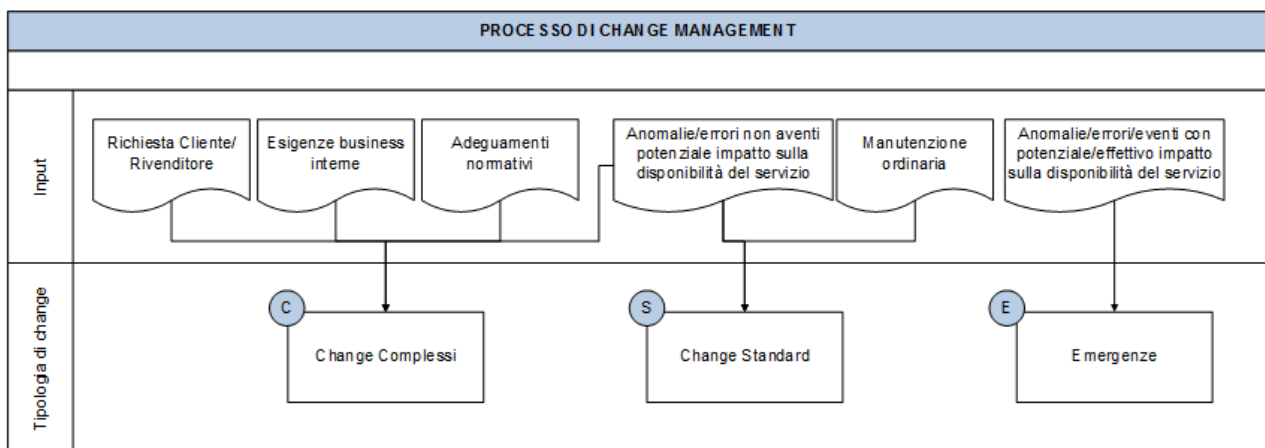 PROCESSO DI CHANGE MANAGEMENT
Input
Richiesta Cliente/
Rivenditore
Esigenze business
interne
Adeguamenti
normativi
Anomalie/errori non aventi
potenziale impatto sulla
disponibilità del servizio
Manutenzione
ordinaria
Anomalie/errori/eventi con
potenziale/effettivo impatto
sulla disponibilità del servizio
Tipologia di change
C
Change Complessi
S
Change Standard
E
Emergenze